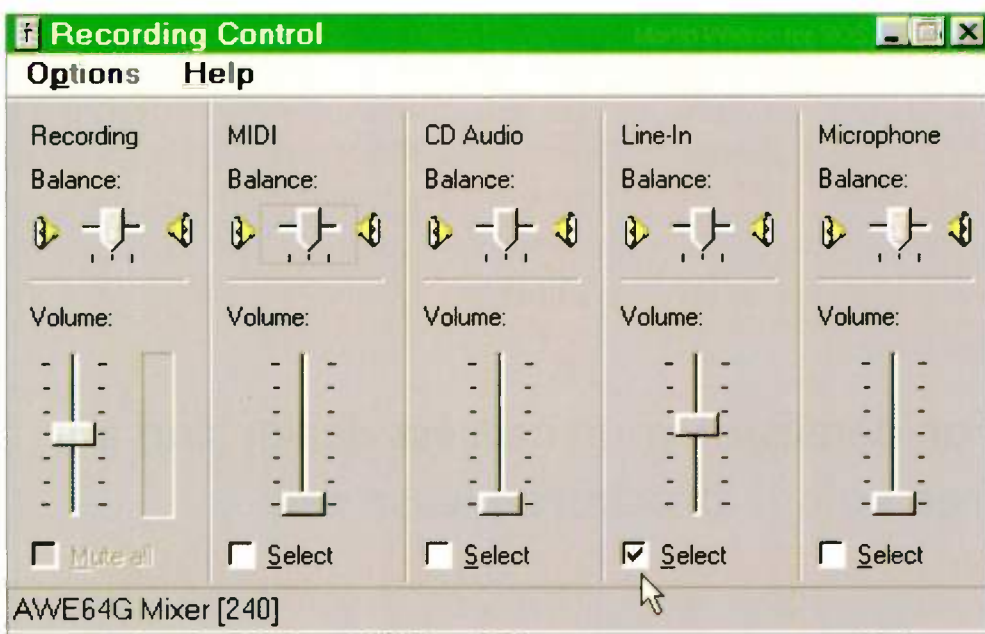 Recording Control
Options Help
Recording MIDI CD Audio Line-In Microphone
Balance: Balance: Balance: Balance: Balance:
Volume: Volume: Volume: Volume: Volume:
Mute all Select Select Select Select
AWE64G Mixer [240]